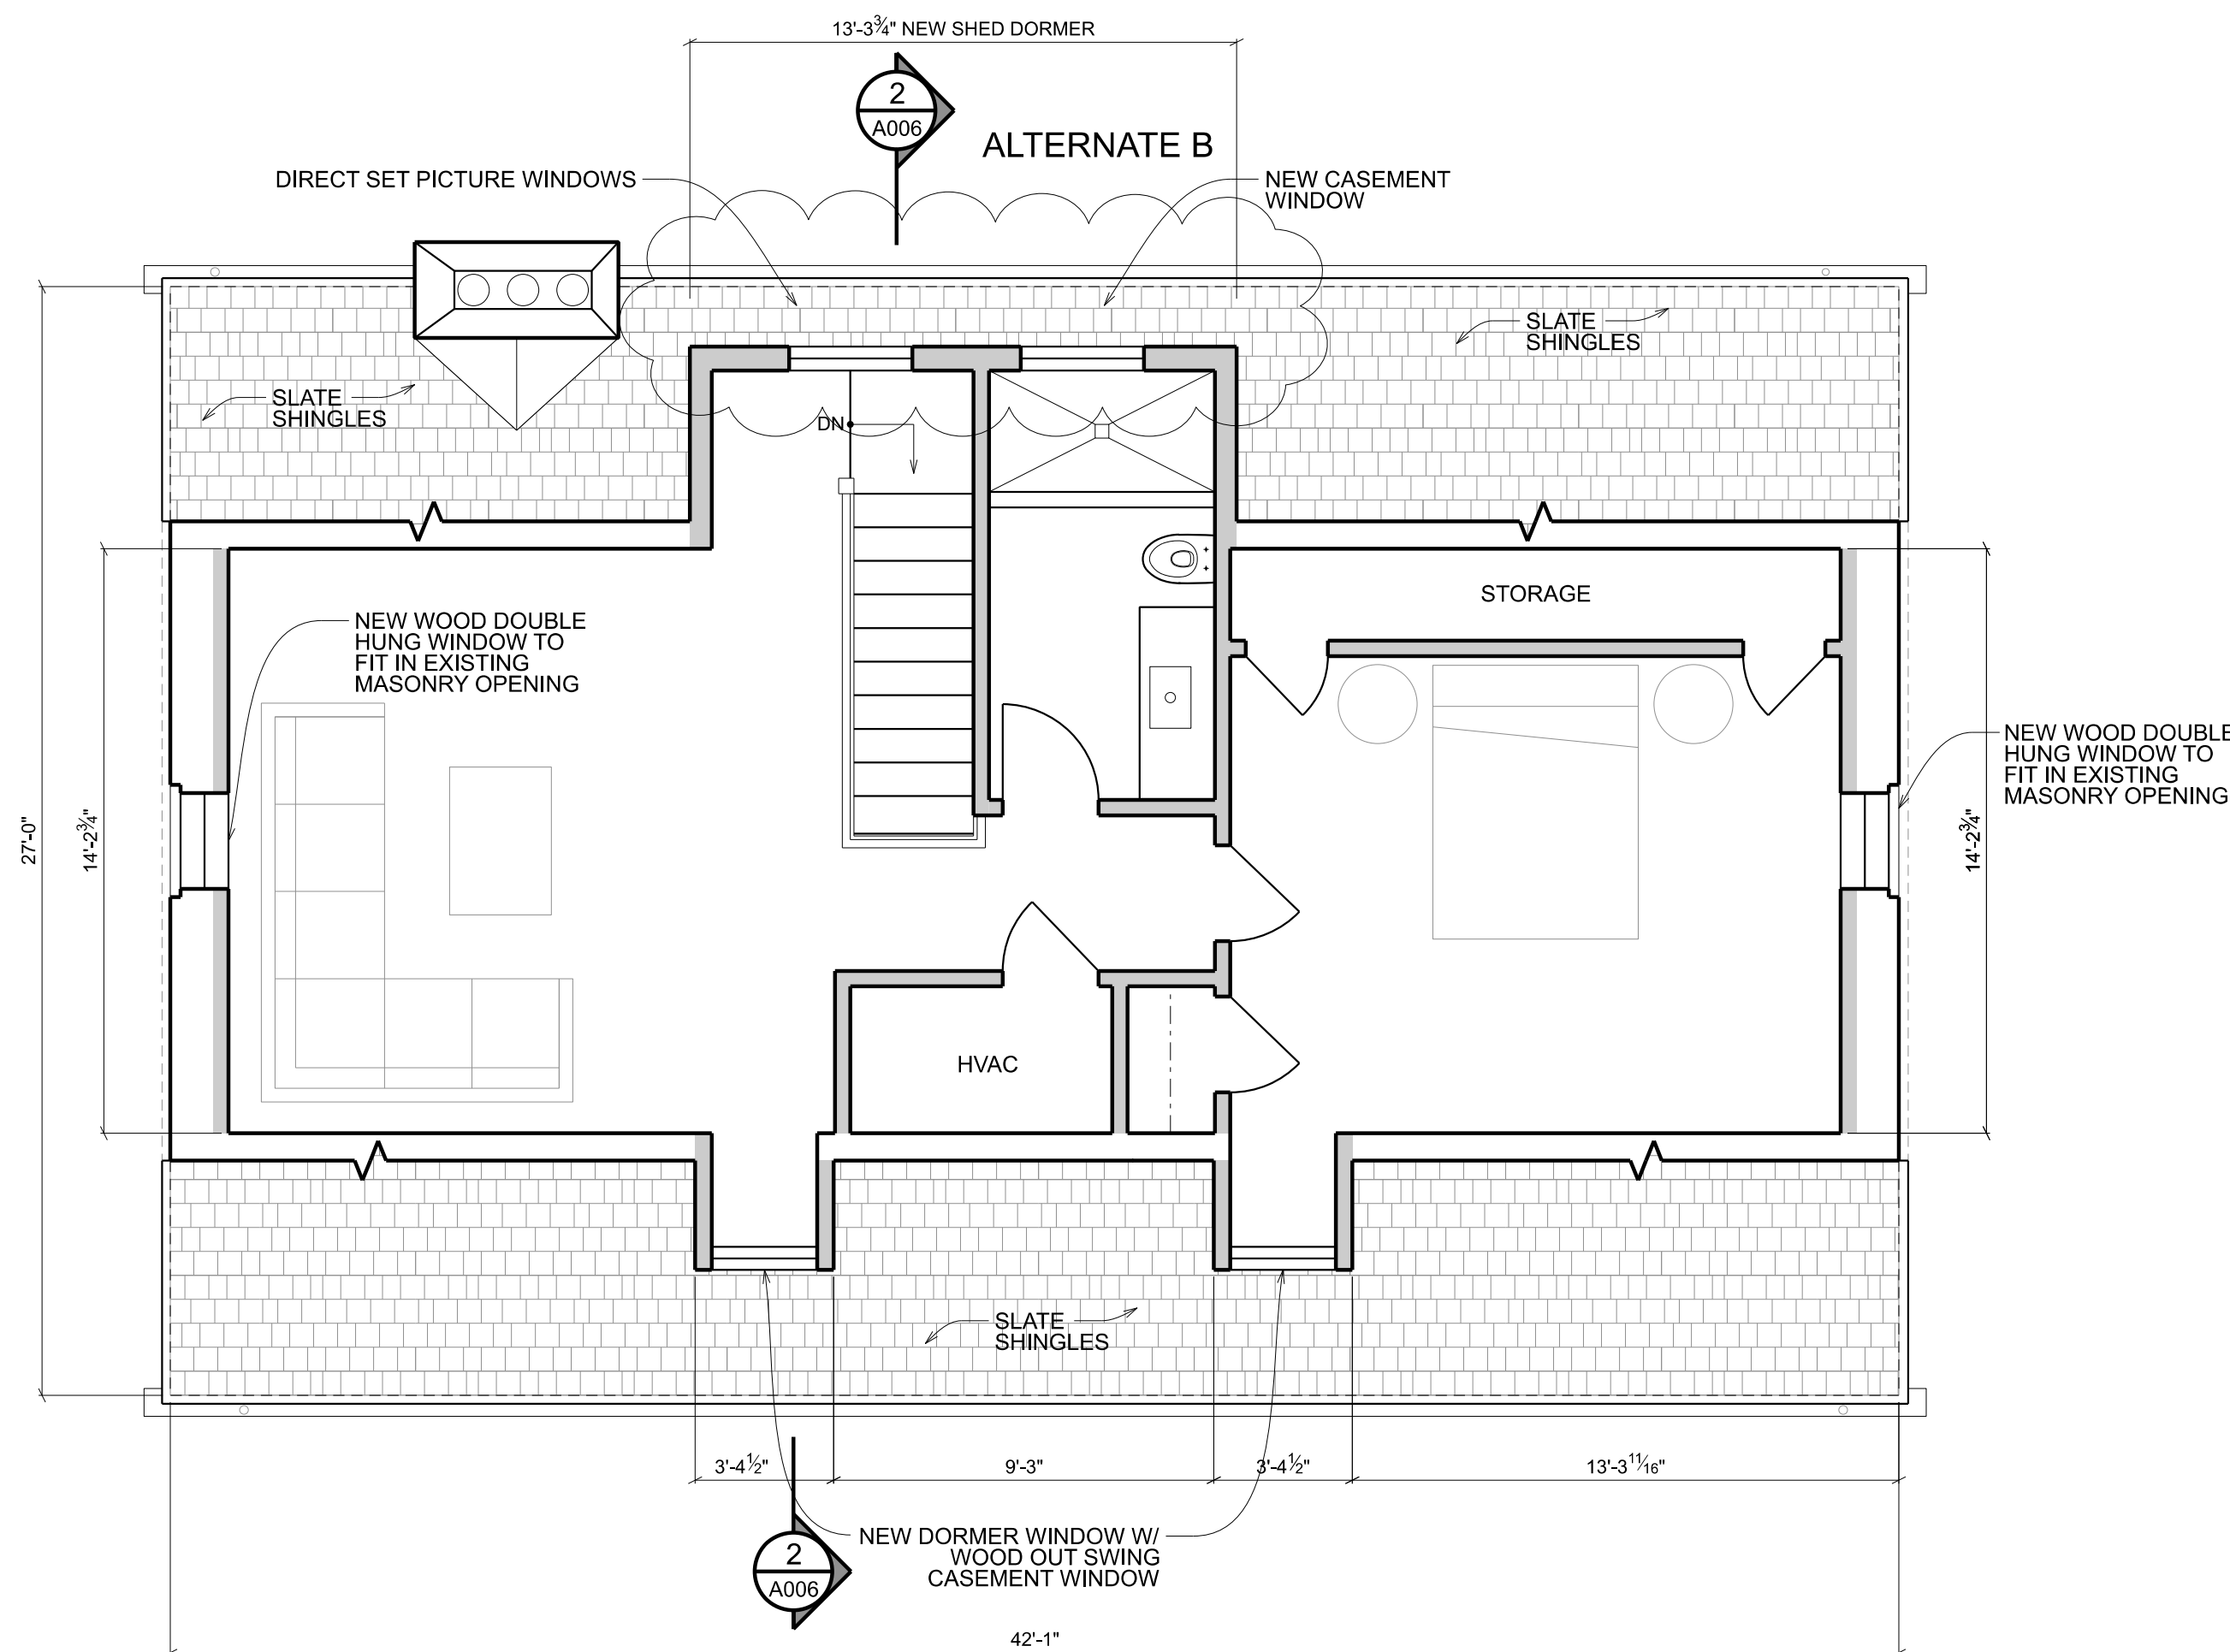 13'-3¾" NEW SHED DORMER
2
A006
ALTERNATE B
DIRECT SET PICTURE WINDOWS
NEW CASEMENT
WINDOW
SLATE
SHINGLES
SLATE
SHINGLES
DN
STORAGE
NEW WOOD DOUBLE
HUNG WINDOW TO
FIT IN EXISTING
MASONRY OPENING
NEW WOOD DOUBLE
HUNG WINDOW TO
FIT IN EXISTING
MASONRY OPENING
27'-0"
14'-2¾"
14'-2¾"
HVAC
SLATE
SHINGLES
3'-4½"
9'-3"
3'-4½"
13'-3 11/16"
NEW DORMER WINDOW W/
WOOD OUT SWING
CASEMENT WINDOW
2
A006
42'-1"